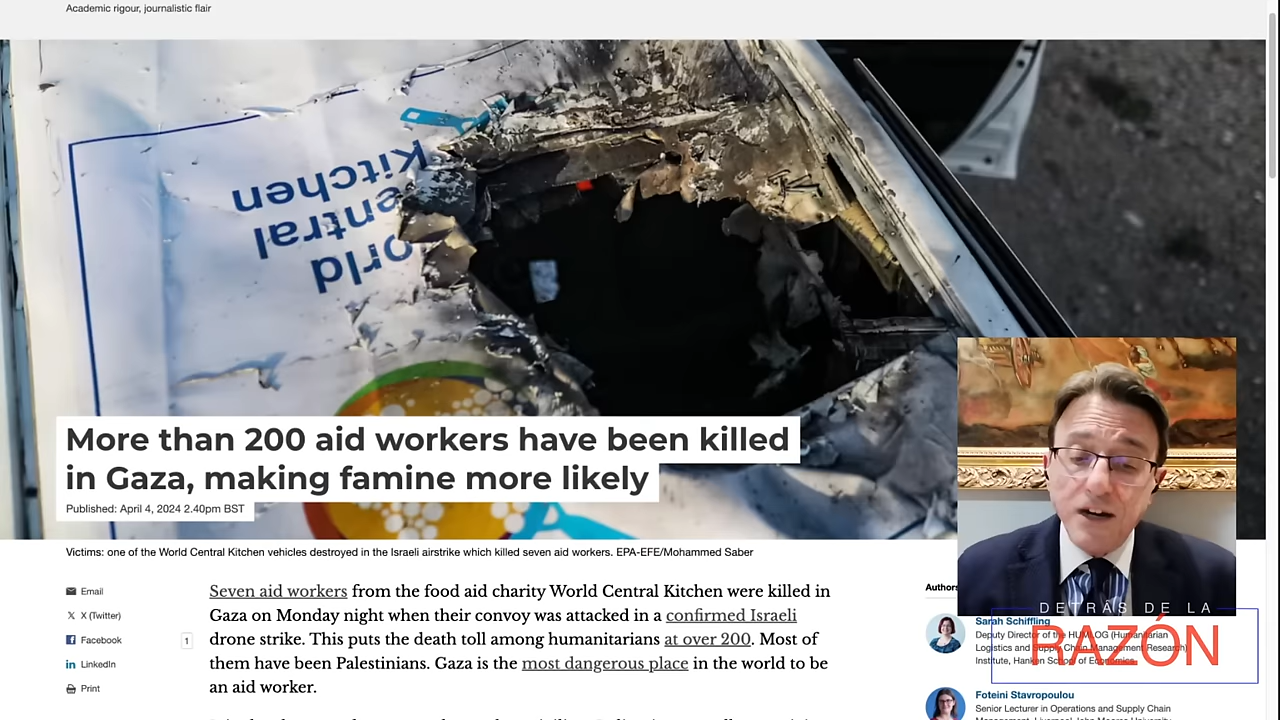 Academic rigour, journalistic flair
Kitchen
entral
orld
More than 200 aid workers have been killed
in Gaza, making famine more likely
Published: April 4, 2024 2.40pm BST
Victims: one of the World Central Kitchen vehicles destroyed in the Israeli airstrike which killed seven aid workers. EPA-EFE/Mohammed Saber
Email
X (Twitter)
Facebook
1
LinkedIn
Print
Seven aid workers from the food aid charity World Central Kitchen were killed in
Gaza on Monday night when their convoy was attacked in a confirmed Israeli
drone strike. This puts the death toll among humanitarians at over 200. Most of
them have been Palestinians. Gaza is the most dangerous place in the world to be
an aid worker.
Authors
DETRÁS DE LA
RAZÓN
Sarah Schiffling
Deputy Director of the HUMLOG (Humanitarian
Logistics and Supply Chain Management Research)
Institute, Hanken School of Economics
Foteini Stavropoulou
Senior Lecturer in Operations and Supply Chain